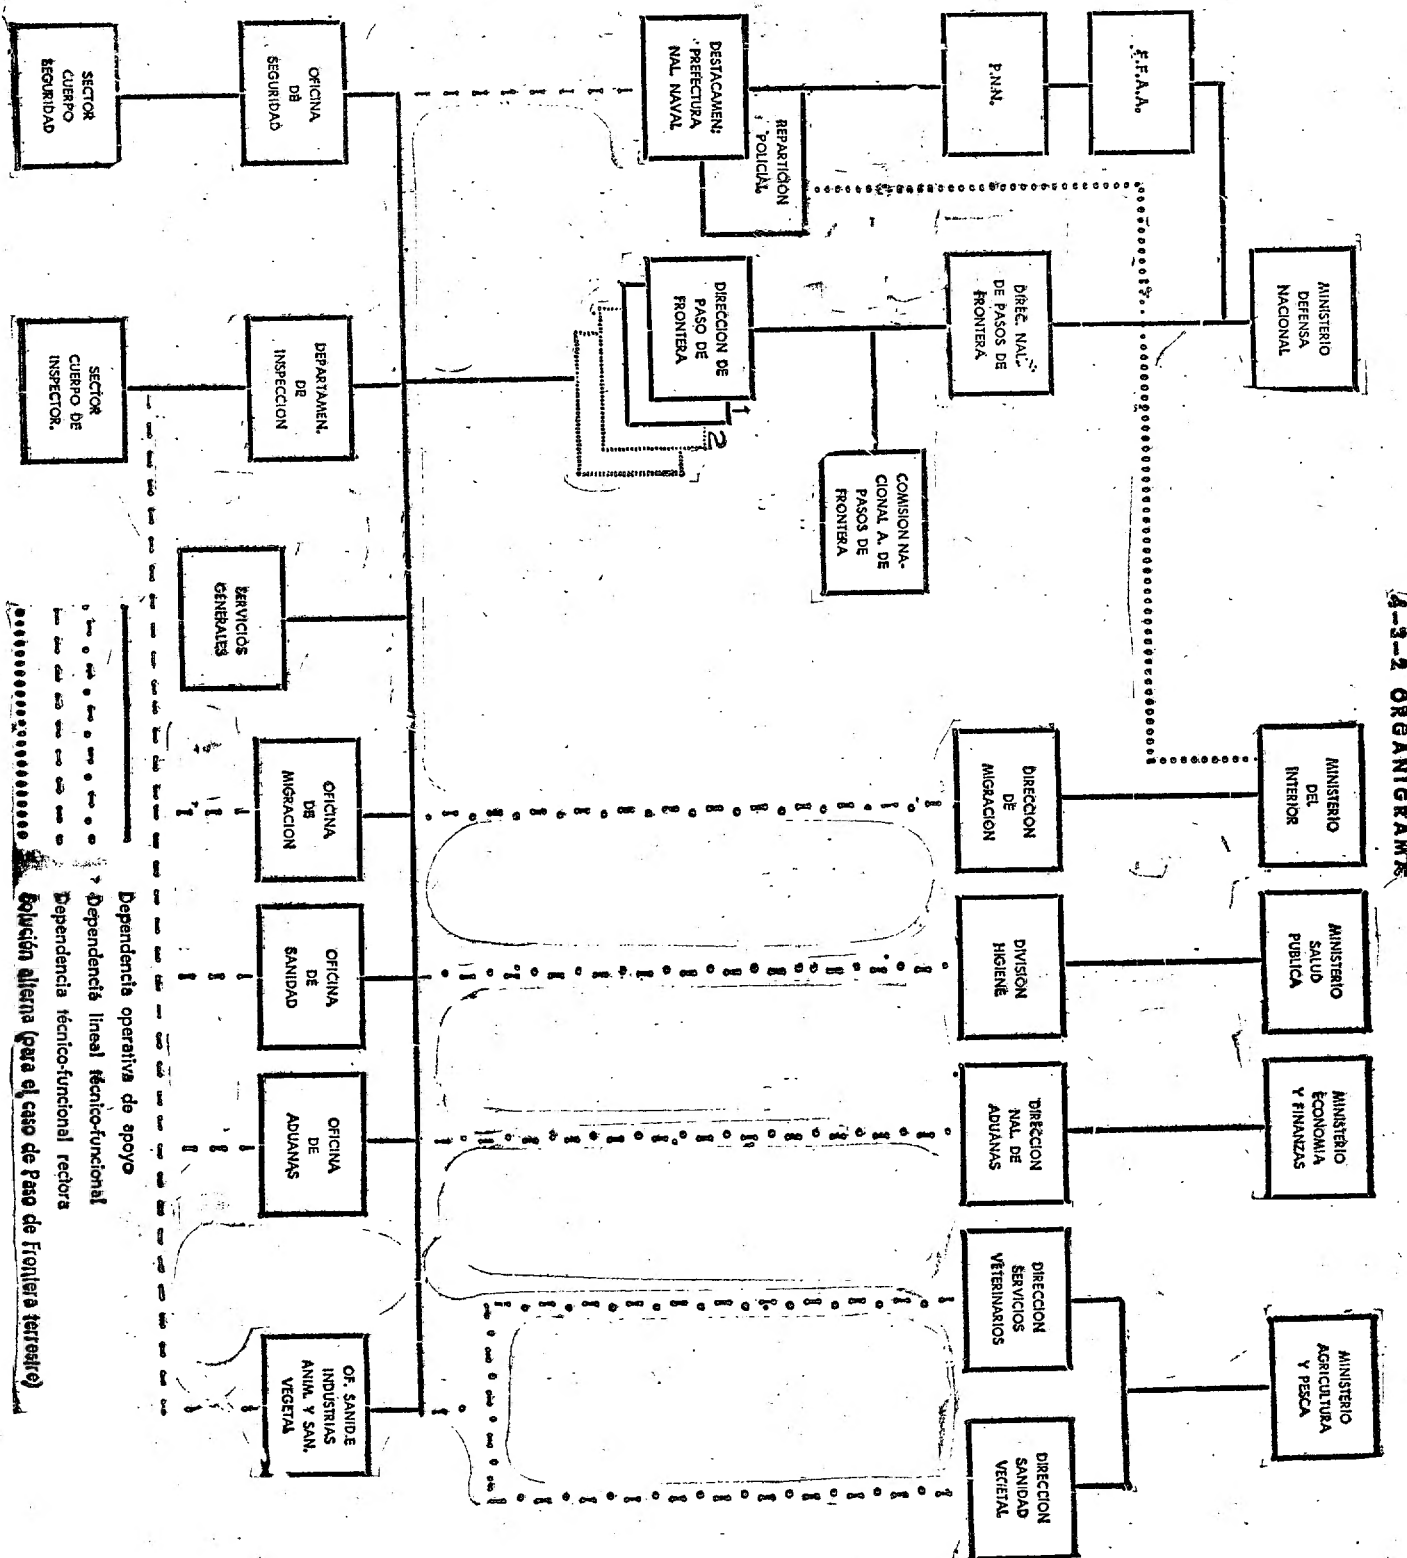 4-3-2 ORGANIGRAMA
MINISTERIO
DEFENSA
NACIONAL
MINISTERIO
DEL
INTERIOR
MINISTERIO
SALUD
PUBLICA
MINISTERIO
ECONOMIA
Y FINANZAS
MINISTERIO
AGRICULTURA
Y PESCA
F.F.A.A.
P.N.N.
DIREC. NAL.
DE PASOS DE
FRONTERA
DIRECCION
DE
MIGRACION
DIVISION
HIGIENE
DIRECCION
NAL. DE
ADUANAS
DIRECCION
SERVICIOS
VETERINARIOS
DIRECCION
SANIDAD
VEGETAL
COMISION NA-
CIONAL A. DE
PASOS DE
FRONTERA
REPARTICION
POLICIAL
DESTACAMEN:
PREFECTURA
NAL. NAVAL
DIRECCION DE
PASO DE
FRONTERA
1
2
OFICINA
DE
SEGURIDAD
DEPARTAMEN.
DE
INSPECCION
SERVICIOS
GENERALES
OFICINA
DE
MIGRACION
OFICINA
DE
SANIDAD
OFICINA
DE
ADUANAS
OF. SANID.E
INDUSTRIAS
ANIM. Y SAN.
VEGETAL
SECTOR
CUERPO
SEGURIDAD
SECTOR
CUERPO DE
INSPECTOR.
Dependencia operativa de apoyo
Dependencia lineal técnico-funcional
Dependencia técnico-funcional rectora
Solución alterna (para el caso de Paso de Frontera terrestre)